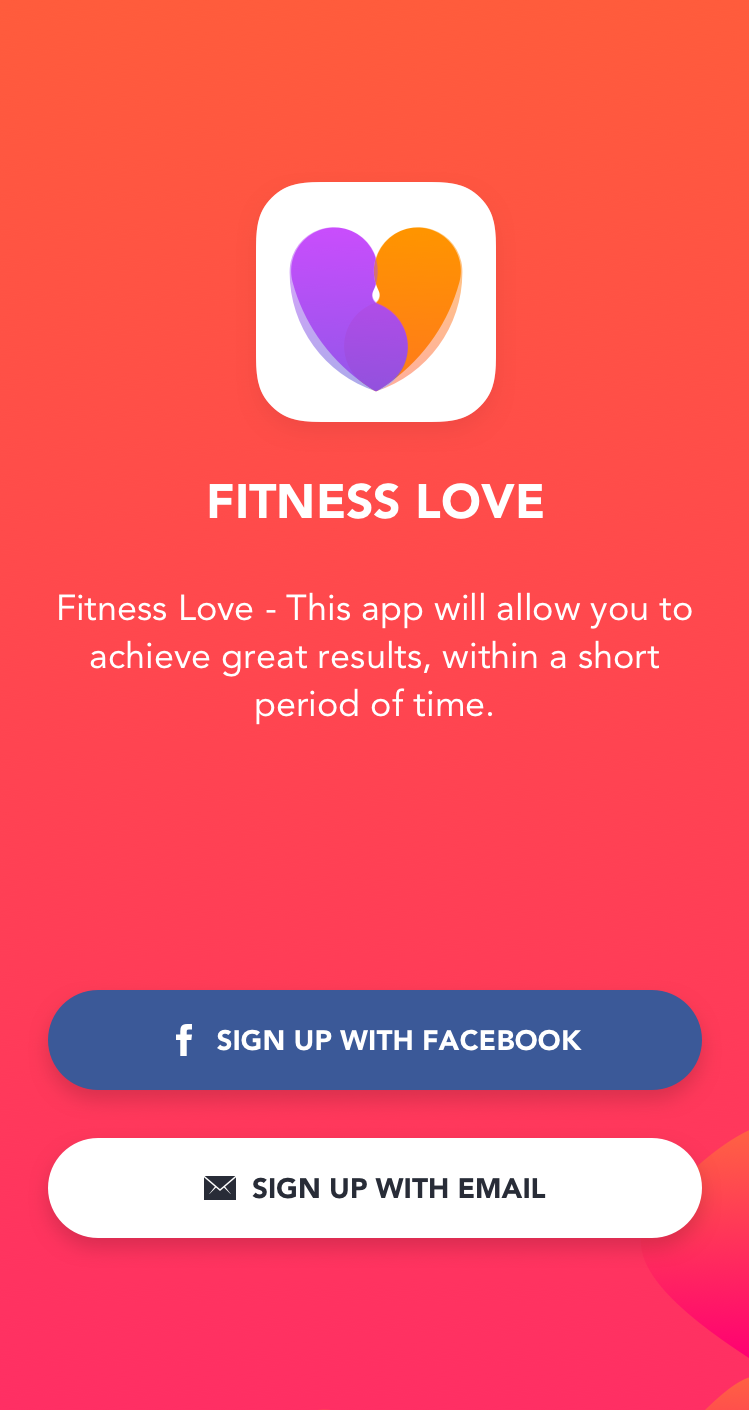 FITNESS LOVE
Fitness Love - This app will allow you to
achieve great results, within a short
period of time.
SIGN UP WITH FACEBOOK
SIGN UP WITH EMAIL